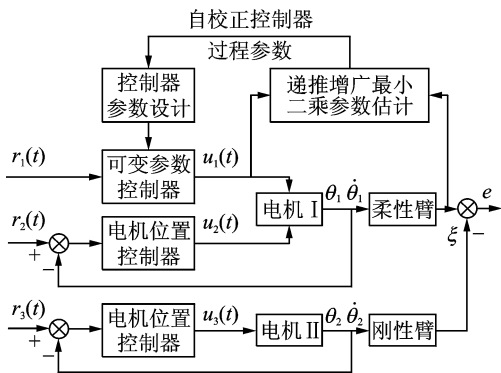 自校正控制器
过程参数
控制器
参数设计
递推增广最小
二乘参数估计
r₁(t)
可变参数
控制器
u₁(t)
r₂(t)
+
−
电机位置
控制器
u₂(t)
电机Ⅰ
θ₁ θ̇₁
柔性臂
e
ξ
−
r₃(t)
+
−
电机位置
控制器
u₃(t)
电机Ⅱ
θ₂ θ̇₂
刚性臂